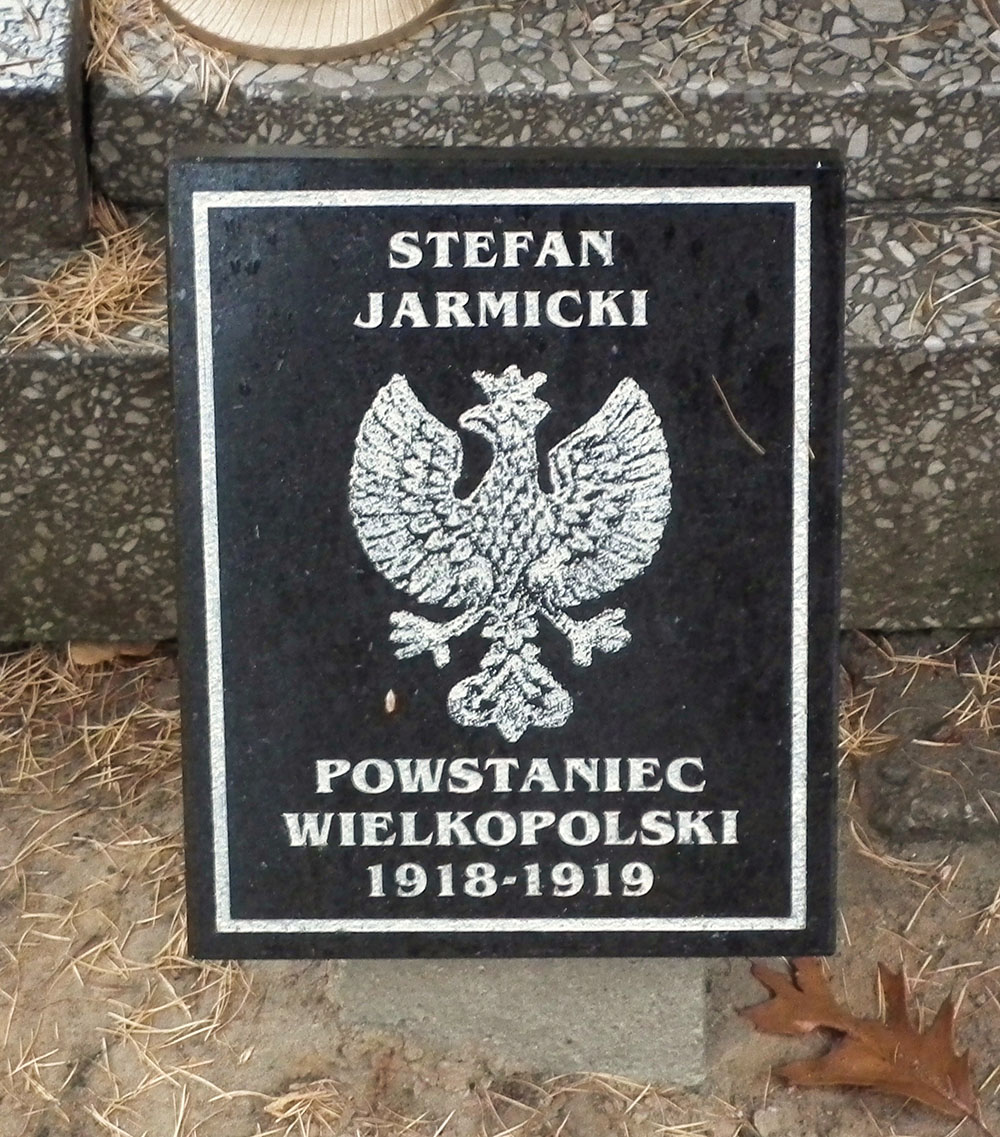 STEFAN
JARMICKI
POWSTANIEC
WIELKOPOLSKI
1918-1919